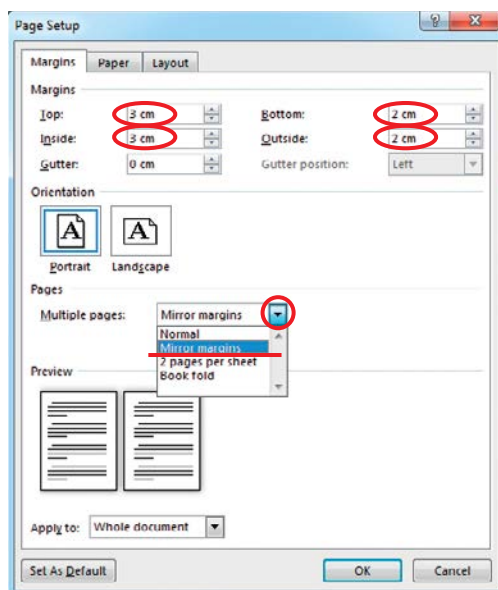 Page Setup
Margins Paper Layout
Margins
Top: 3 cm Bottom: 2 cm
Inside: 3 cm Outside: 2 cm
Gutter: 0 cm Gutter position: Left
Orientation
A A
Portrait Landscape
Pages
Multiple pages: Mirror margins
Normal
Mirror margins
2 pages per sheet
Book fold
Preview
Apply to: Whole document
Set As Default OK Cancel